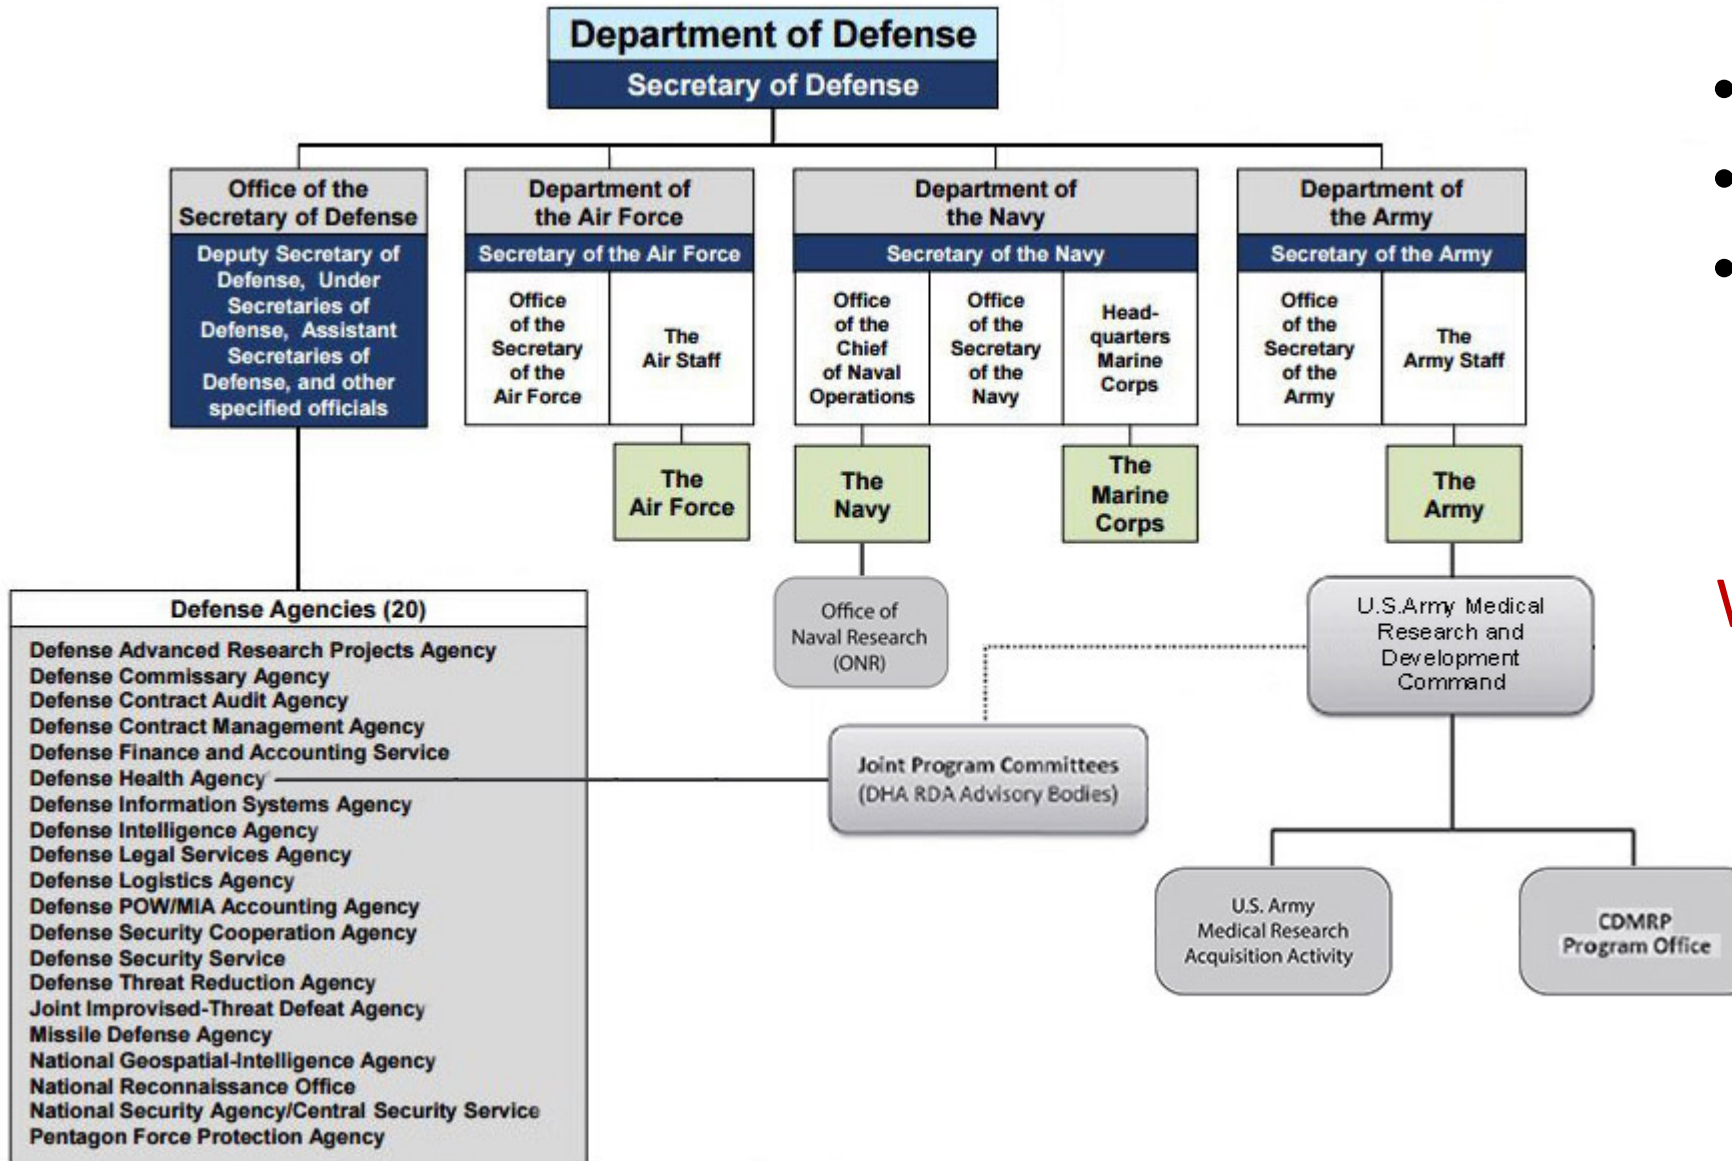 Department of Defense
Secretary of Defense
Office of the
Secretary of Defense
Deputy Secretary of
Defense, Under
Secretaries of
Defense, Assistant
Secretaries of
Defense, and other
specified officials
Department of
the Air Force
Secretary of the Air Force
Office
of the
Secretary
of the
Air Force
The
Air Staff
The
Air Force
Department of
the Navy
Secretary of the Navy
Office
of the
Chief
of Naval
Operations
Office
of the
Secretary
of the
Navy
Head-
quarters
Marine
Corps
The
Navy
The
Marine
Corps
Department of
the Army
Secretary of the Army
Office
of the
Secretary
of the
Army
The
Army Staff
The
Army
Office of
Naval Research
(ONR)
U.S.Army Medical
Research and
Development
Command
Joint Program Committees
(DHA RDA Advisory Bodies)
U.S. Army
Medical Research
Acquisition Activity
CDMRP
Program Office
Defense Agencies (20)
Defense Advanced Research Projects Agency
Defense Commissary Agency
Defense Contract Audit Agency
Defense Contract Management Agency
Defense Finance and Accounting Service
Defense Health Agency
Defense Information Systems Agency
Defense Intelligence Agency
Defense Legal Services Agency
Defense Logistics Agency
Defense POW/MIA Accounting Agency
Defense Security Cooperation Agency
Defense Security Service
Defense Threat Reduction Agency
Joint Improvised-Threat Defeat Agency
Missile Defense Agency
National Geospatial-Intelligence Agency
National Reconnaissance Office
National Security Agency/Central Security Service
Pentagon Force Protection Agency